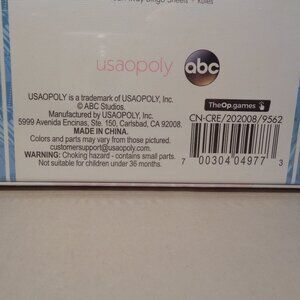 Bingo Sheets • Rules
usaopoly
abc
TheOp.games
USAOPOLY is a trademark of USAOPOLY, Inc.
© ABC Studios.
Manufactured by USAOPOLY, Inc.
5999 Avenida Encinas, Ste. 150, Carlsbad, CA 92008.
MADE IN CHINA.
Colors and parts may vary from those pictured.
customersupport@usaopoly.com
WARNING: Choking hazard - contains small parts.
Not suitable for children under 36 months.
CN-CRE/202008/9562
7 00304 04977 3